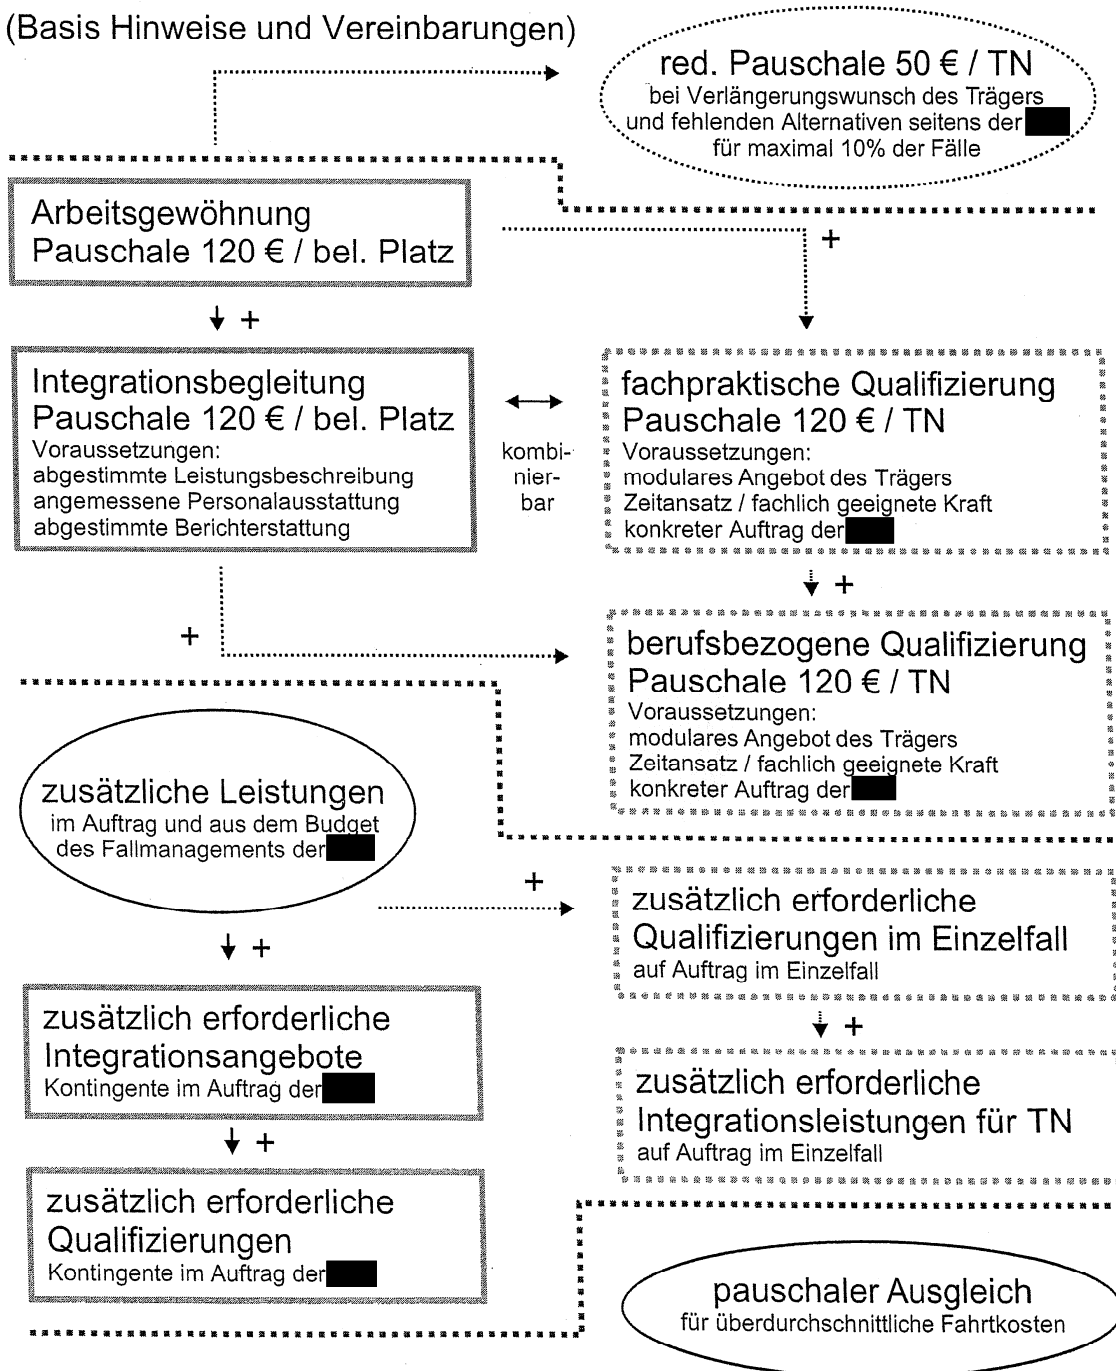 (Basis Hinweise und Vereinbarungen)
red. Pauschale 50 € / TN
bei Verlängerungswunsch des Trägers
und fehlenden Alternativen seitens der
für maximal 10% der Fälle
Arbeitsgewöhnung
Pauschale 120 € / bel. Platz
+
+
Integrationsbegleitung
Pauschale 120 € / bel. Platz
Voraussetzungen:
abgestimmte Leistungsbeschreibung
angemessene Personalausstattung
abgestimmte Berichterstattung
kombi-
nier-
bar
fachpraktische Qualifizierung
Pauschale 120 € / TN
Voraussetzungen:
modulares Angebot des Trägers
Zeitansatz / fachlich geeignete Kraft
konkreter Auftrag der
+
+
berufsbezogene Qualifizierung
Pauschale 120 € / TN
Voraussetzungen:
modulares Angebot des Trägers
Zeitansatz / fachlich geeignete Kraft
konkreter Auftrag der
zusätzliche Leistungen
im Auftrag und aus dem Budget
des Fallmanagements der
+
+
zusätzlich erforderliche
Qualifizierungen im Einzelfall
auf Auftrag im Einzelfall
zusätzlich erforderliche
Integrationsangebote
Kontingente im Auftrag der
+
+
zusätzlich erforderliche
Integrationsleistungen für TN
auf Auftrag im Einzelfall
zusätzlich erforderliche
Qualifizierungen
Kontingente im Auftrag der
pauschaler Ausgleich
für überdurchschnittliche Fahrtkosten